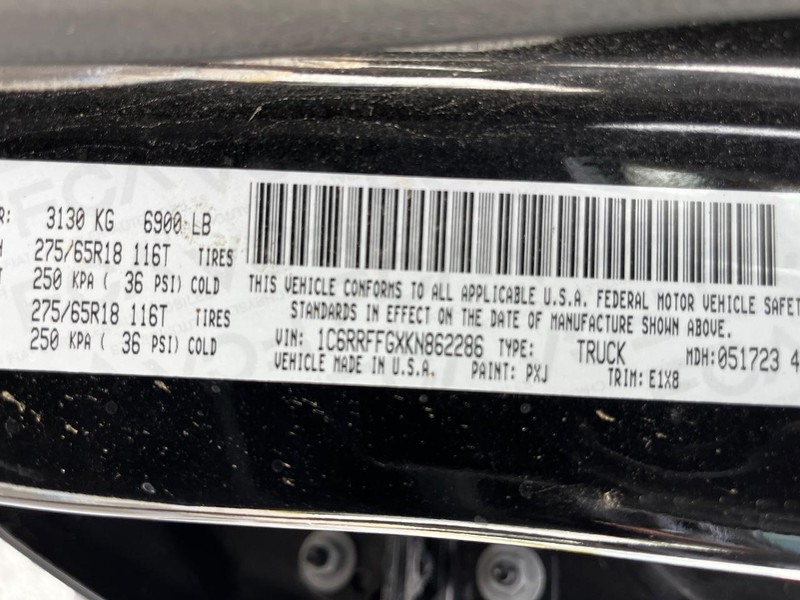 R: 3130 KG 6900 LB
275/65R18 116T TIRES
250 KPA ( 36 PSI) COLD
275/65R18 116T TIRES
250 KPA ( 36 PSI) COLD
THIS VEHICLE CONFORMS TO ALL APPLICABLE U.S.A. FEDERAL MOTOR VEHICLE SAFET
STANDARDS IN EFFECT ON THE DATE OF MANUFACTURE SHOWN ABOVE.
VIN: 1C6RRFFGXKN862286 TYPE: TRUCK MDH: 051723 4
VEHICLE MADE IN U.S.A. PAINT: PXJ TRIM: E1X8